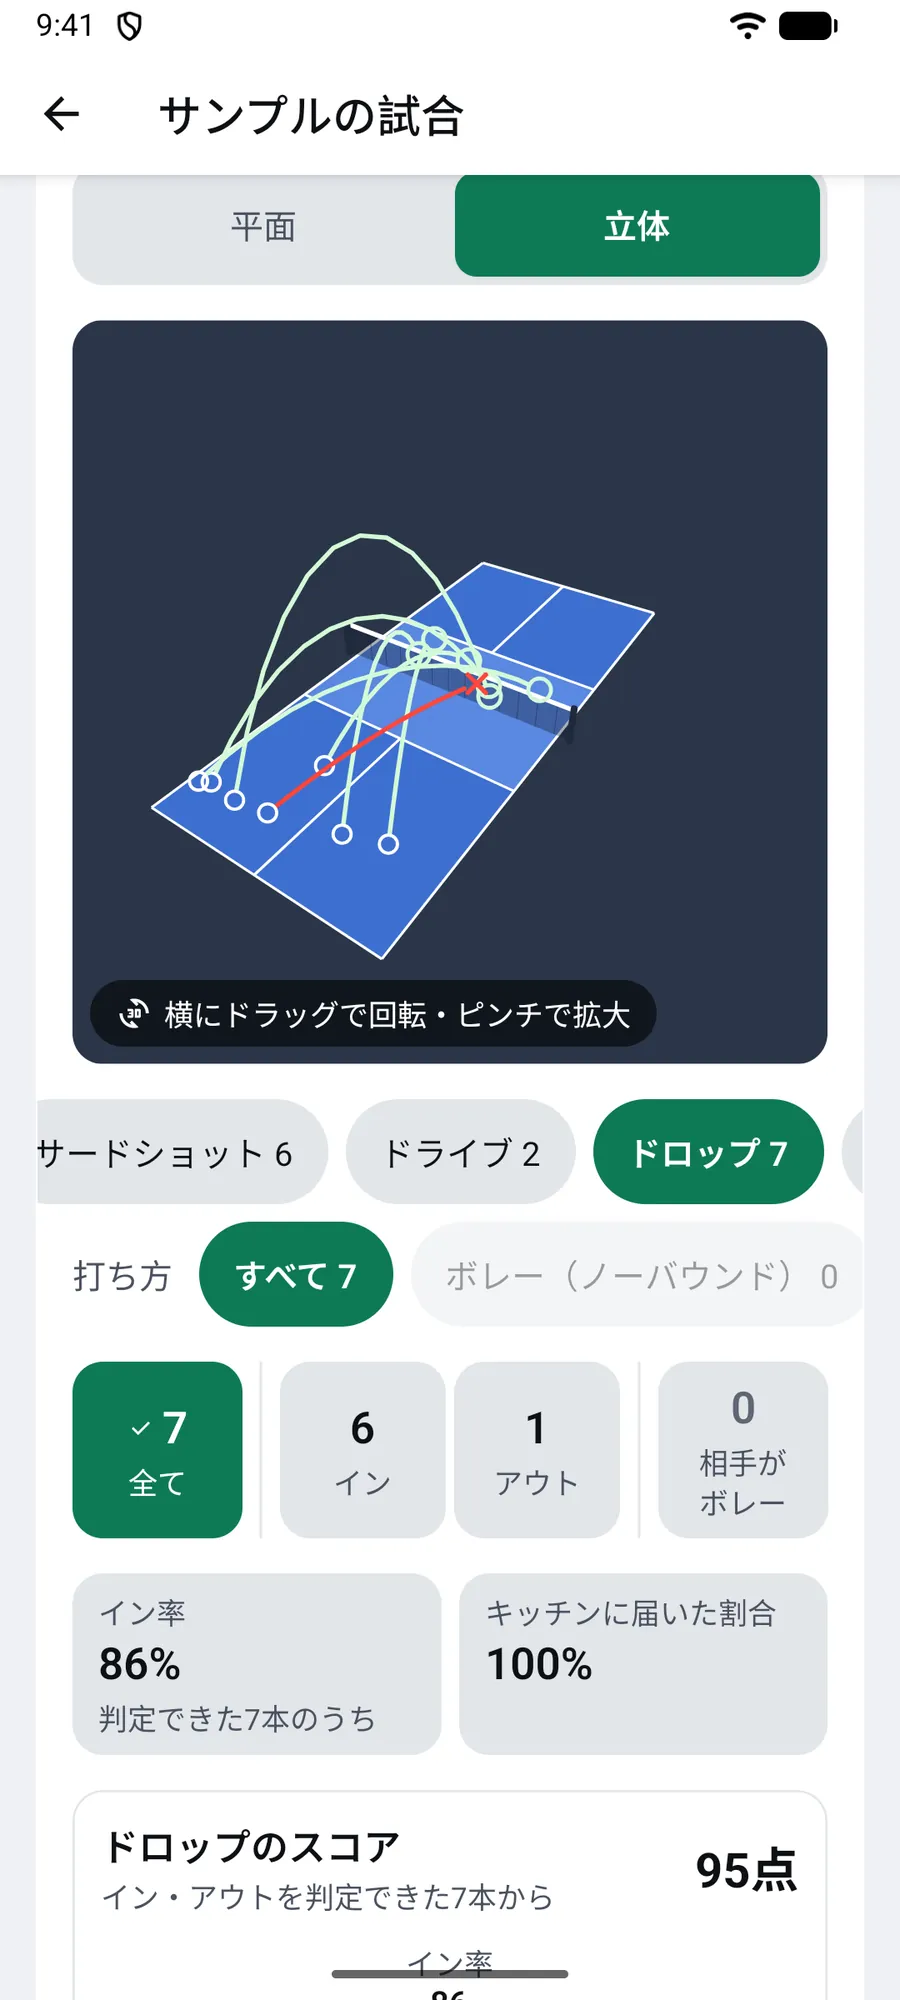 9:41
サンプルの試合
平面
立体
横にドラッグで回転・ピンチで拡大
サードショット 6
ドライブ 2
ドロップ 7
打ち方
すべて 7
ボレー（ノーバウンド） 0
7
全て
6
イン
1
アウト
0
相手が
ボレー
イン率
86%
判定できた7本のうち
キッチンに届いた割合
100%
ドロップのスコア
イン・アウトを判定できた7本から
95点
イン率
86